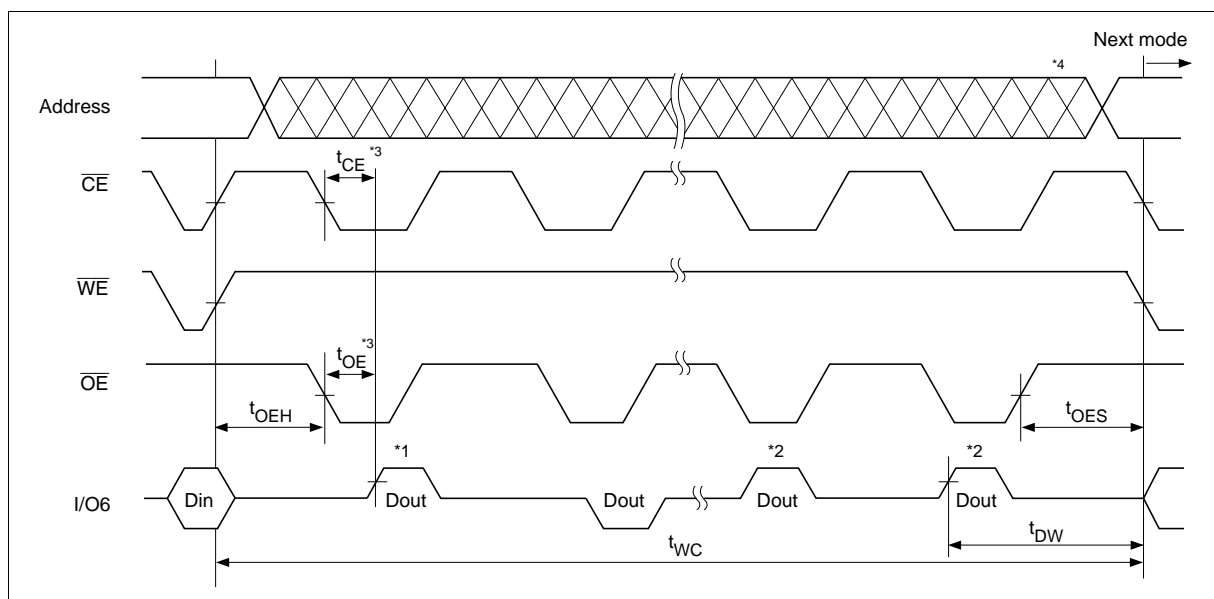 Next mode
*4
Address
tCE *3
CE
WE
tOE *3
OE
tOEH
tOES
*1
*2
*2
I/O6
Din
Dout
Dout
Dout
Dout
tDW
tWC